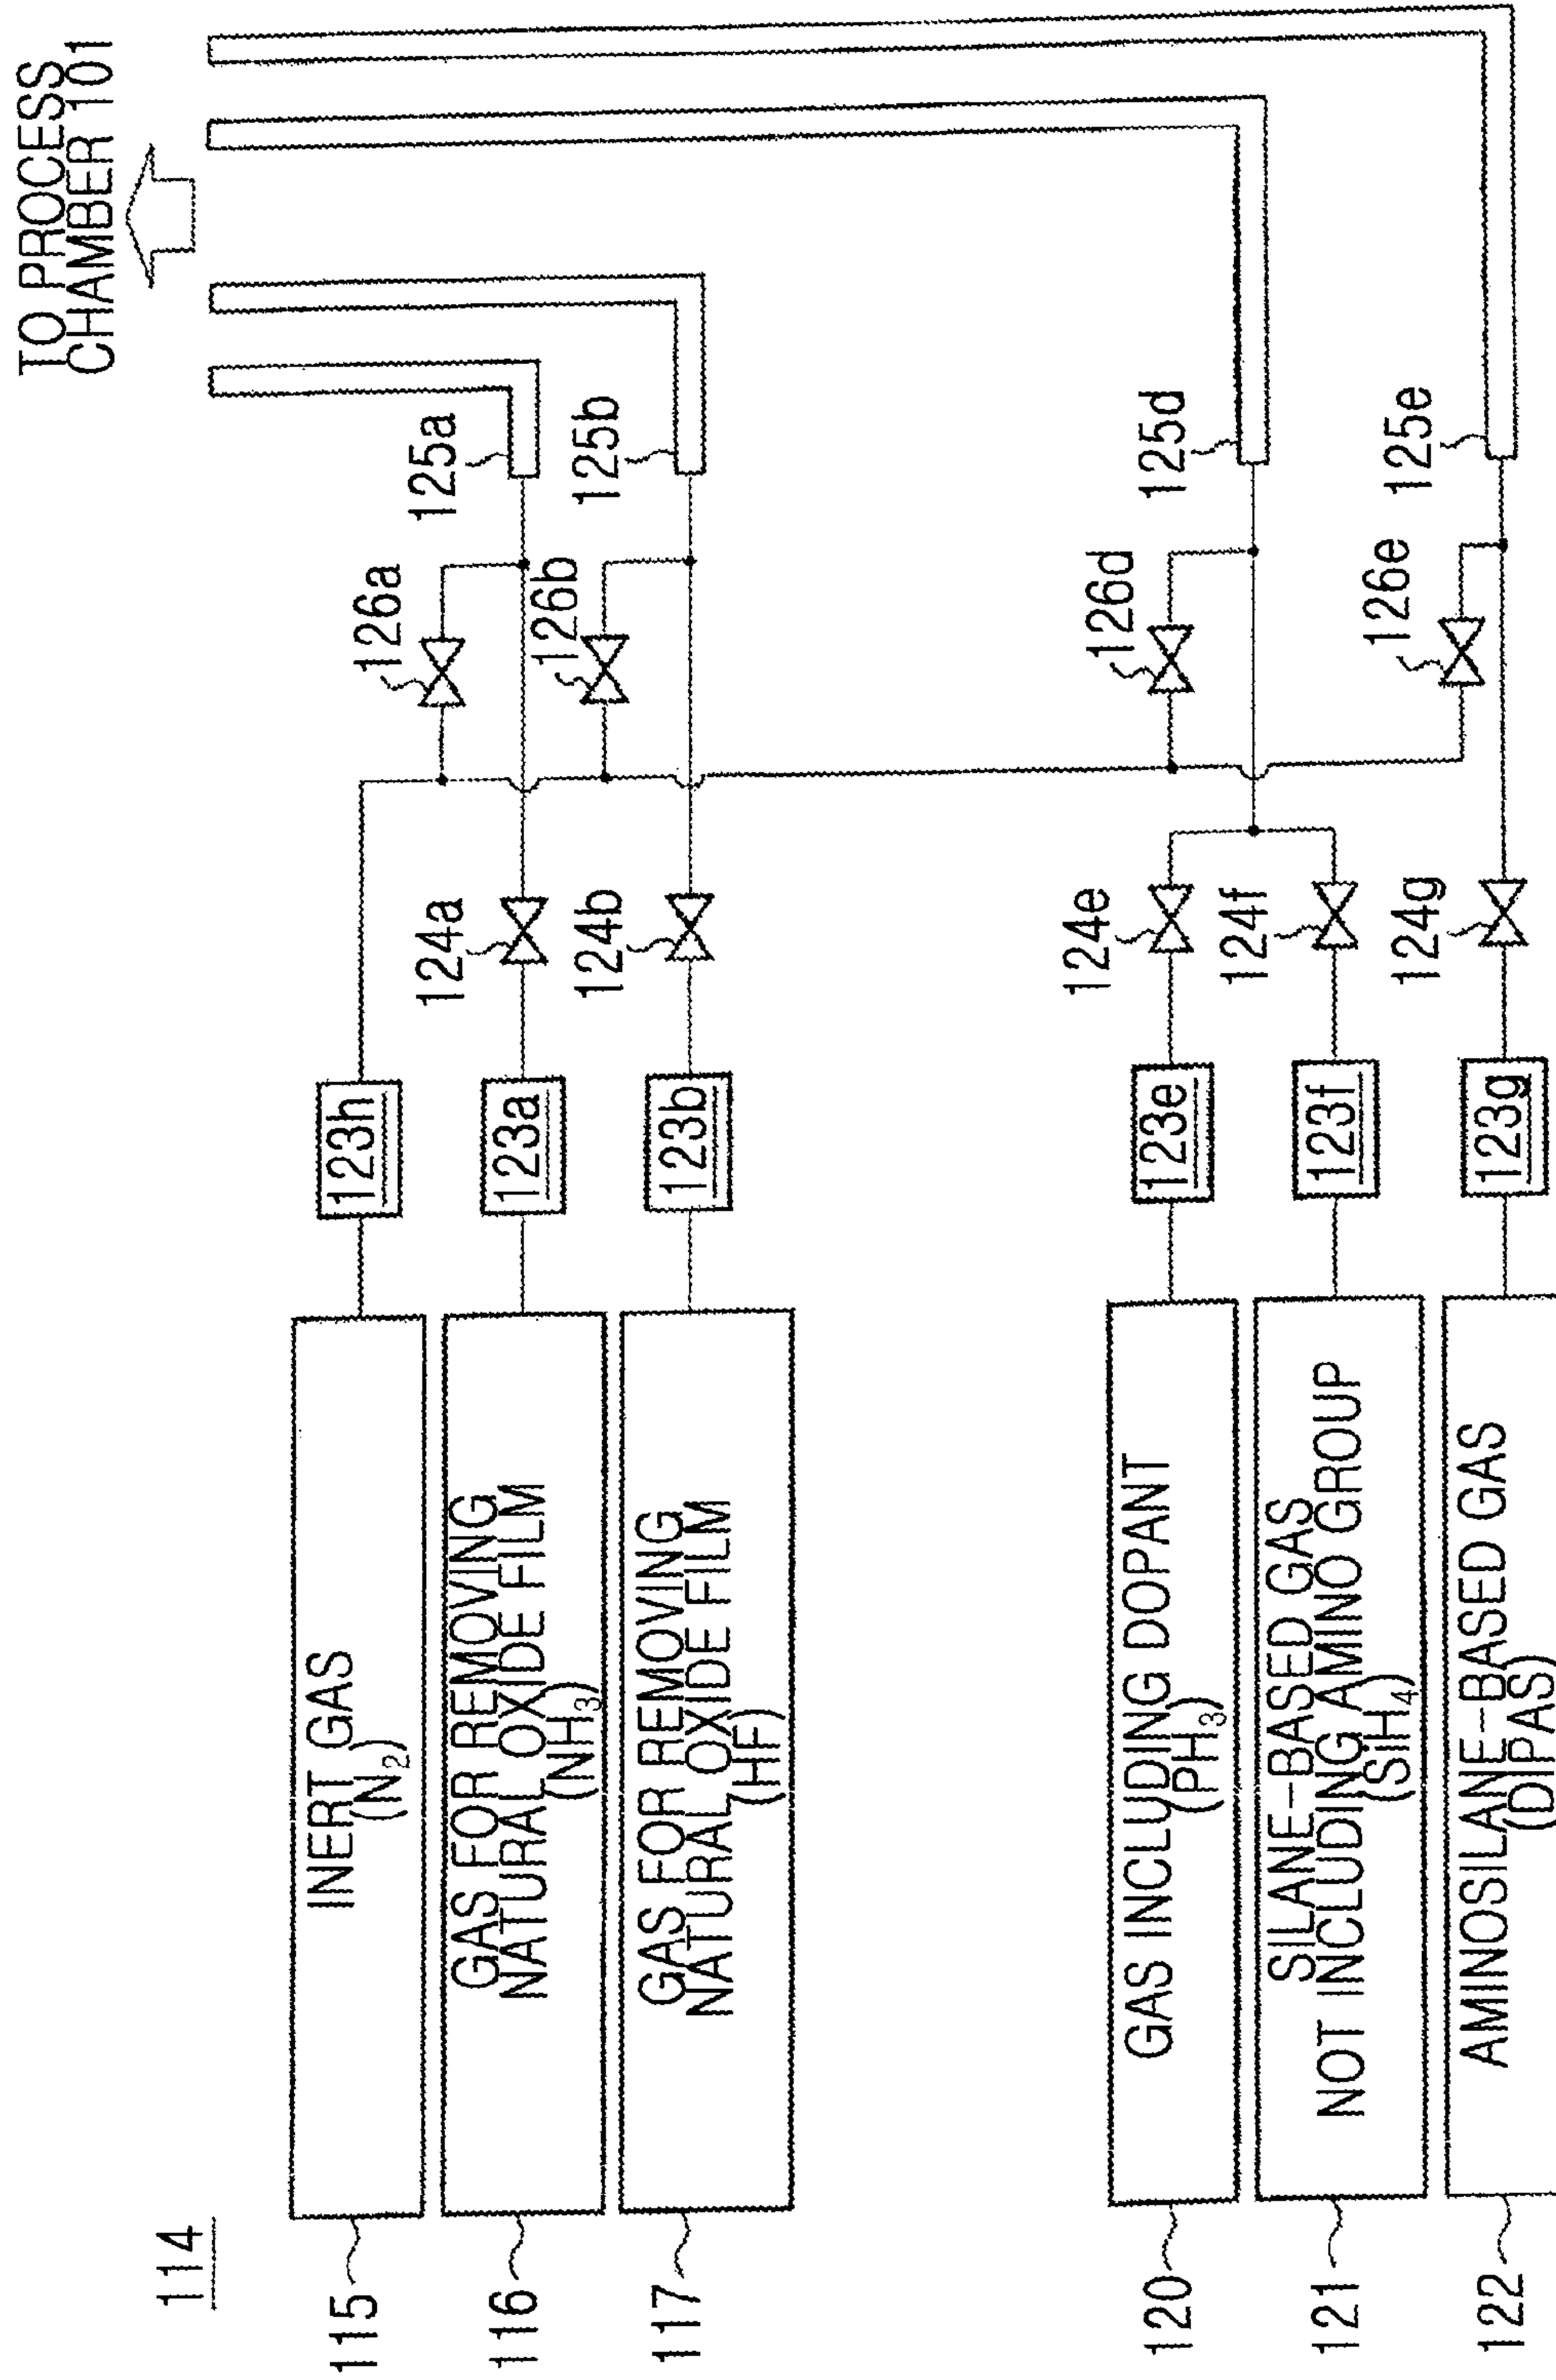 114
TO PROCESS
CHAMBER 101
115
INERT GAS
(N₂)
123h
116
GAS FOR REMOVING
NATURAL OXIDE FILM
(NH₃)
123a
124a
126a
125a
117
GAS FOR REMOVING
NATURAL OXIDE FILM
(HF)
123b
124b
126b
125b
120
GAS INCLUDING DOPANT
(PH₃)
123e
124e
126d
125d
121
SILANE-BASED GAS
NOT INCLUDING AMINO GROUP
(SiH₄)
123f
124f
122
AMINOSILANE-BASED GAS
(DIPAS)
123g
124g
126e
125e